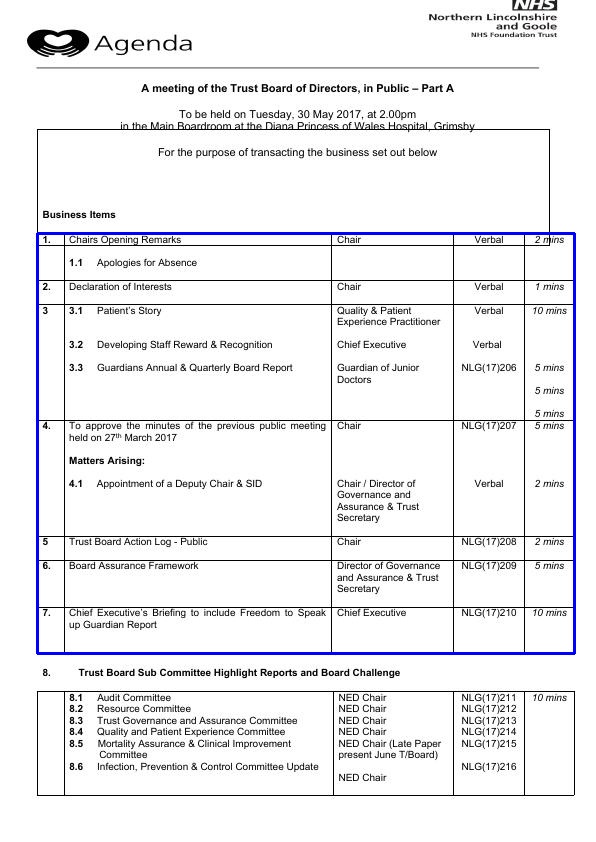 NHS
Northern Lincolnshire
and Goole
NHS Foundation Trust
Agenda
A meeting of the Trust Board of Directors, in Public – Part A
To be held on Tuesday, 30 May 2017, at 2.00pm
in the Main Boardroom at the Diana Princess of Wales Hospital, Grimsby
For the purpose of transacting the business set out below
Business Items
1. Chairs Opening Remarks Chair Verbal 2 mins
1.1 Apologies for Absence
2. Declaration of Interests Chair Verbal 1 mins
3 3.1 Patient's Story Quality & Patient Verbal 10 mins
Experience Practitioner
3.2 Developing Staff Reward & Recognition Chief Executive Verbal
3.3 Guardians Annual & Quarterly Board Report Guardian of Junior NLG(17)206 5 mins
Doctors
5 mins
5 mins
4. To approve the minutes of the previous public meeting Chair NLG(17)207 5 mins
held on 27th March 2017
Matters Arising:
4.1 Appointment of a Deputy Chair & SID Chair / Director of Verbal 2 mins
Governance and
Assurance & Trust
Secretary
5 Trust Board Action Log - Public Chair NLG(17)208 2 mins
6. Board Assurance Framework Director of Governance NLG(17)209 5 mins
and Assurance & Trust
Secretary
7. Chief Executive's Briefing to include Freedom to Speak Chief Executive NLG(17)210 10 mins
up Guardian Report
8. Trust Board Sub Committee Highlight Reports and Board Challenge
8.1 Audit Committee NED Chair NLG(17)211 10 mins
8.2 Resource Committee NED Chair NLG(17)212
8.3 Trust Governance and Assurance Committee NED Chair NLG(17)213
8.4 Quality and Patient Experience Committee NED Chair NLG(17)214
8.5 Mortality Assurance & Clinical Improvement NED Chair (Late Paper NLG(17)215
Committee present June T/Board)
8.6 Infection, Prevention & Control Committee Update NLG(17)216
NED Chair